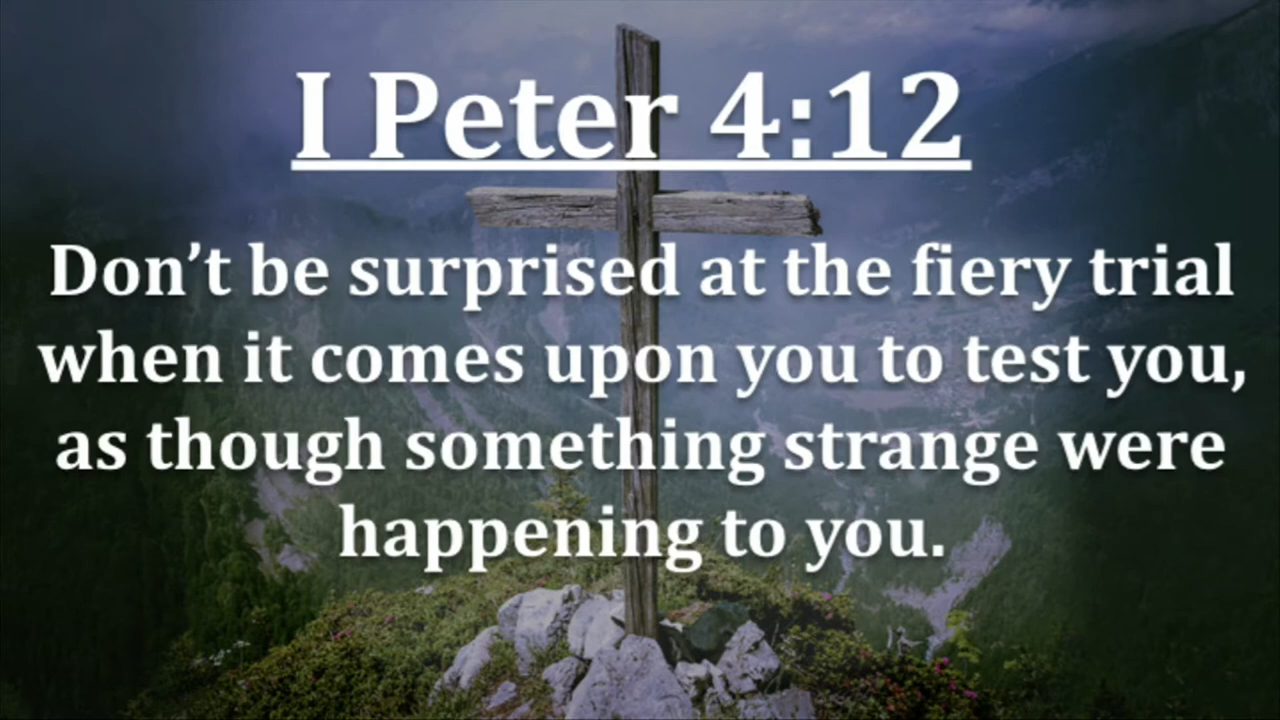 I Peter 4:12
Don’t be surprised at the fiery trial
when it comes upon you to test you,
as though something strange were
happening to you.